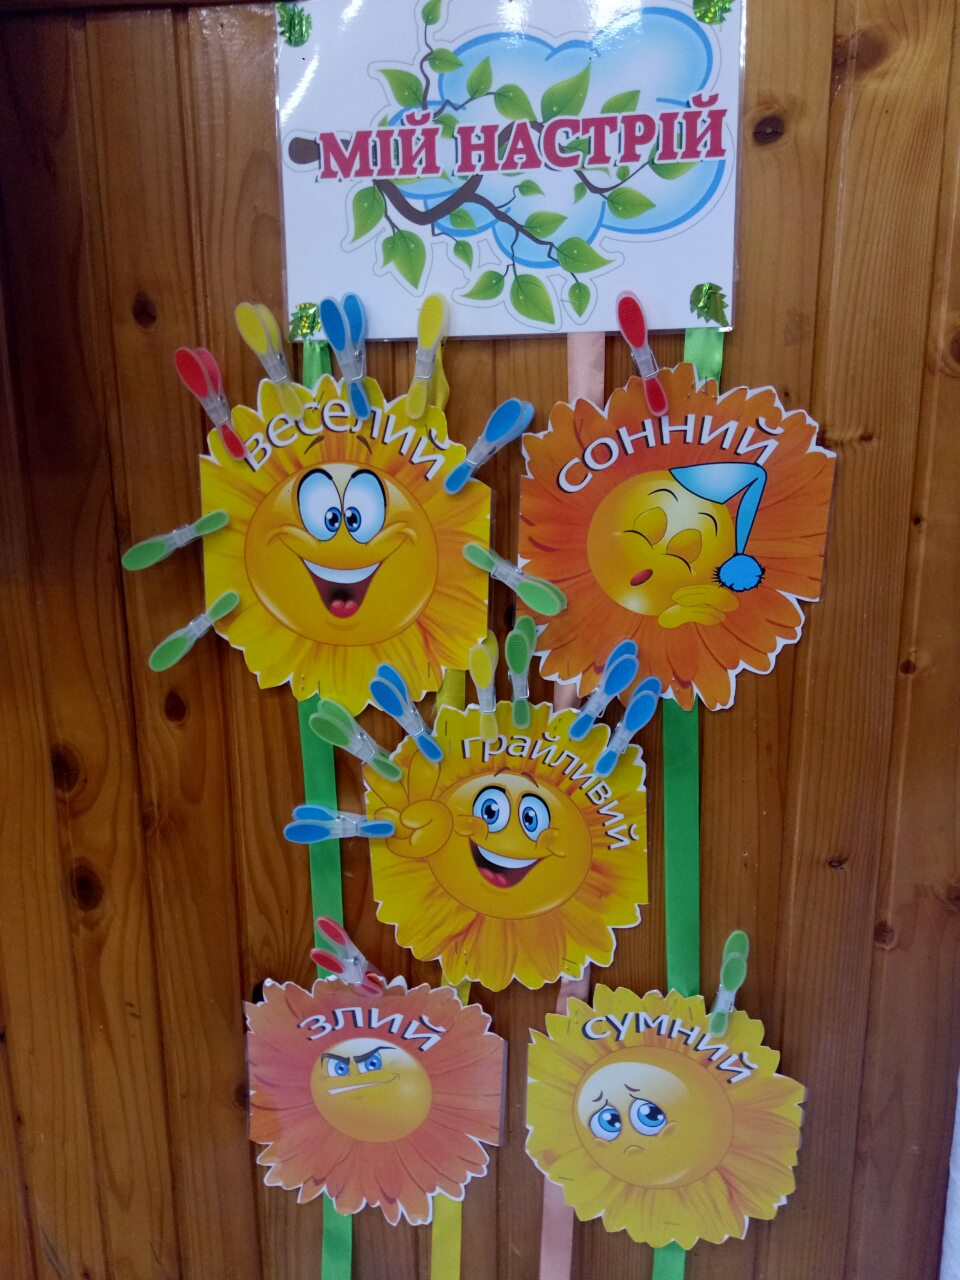 МІЙ НАСТРІЙ
веселий
сонний
грайливий
злий
сумний